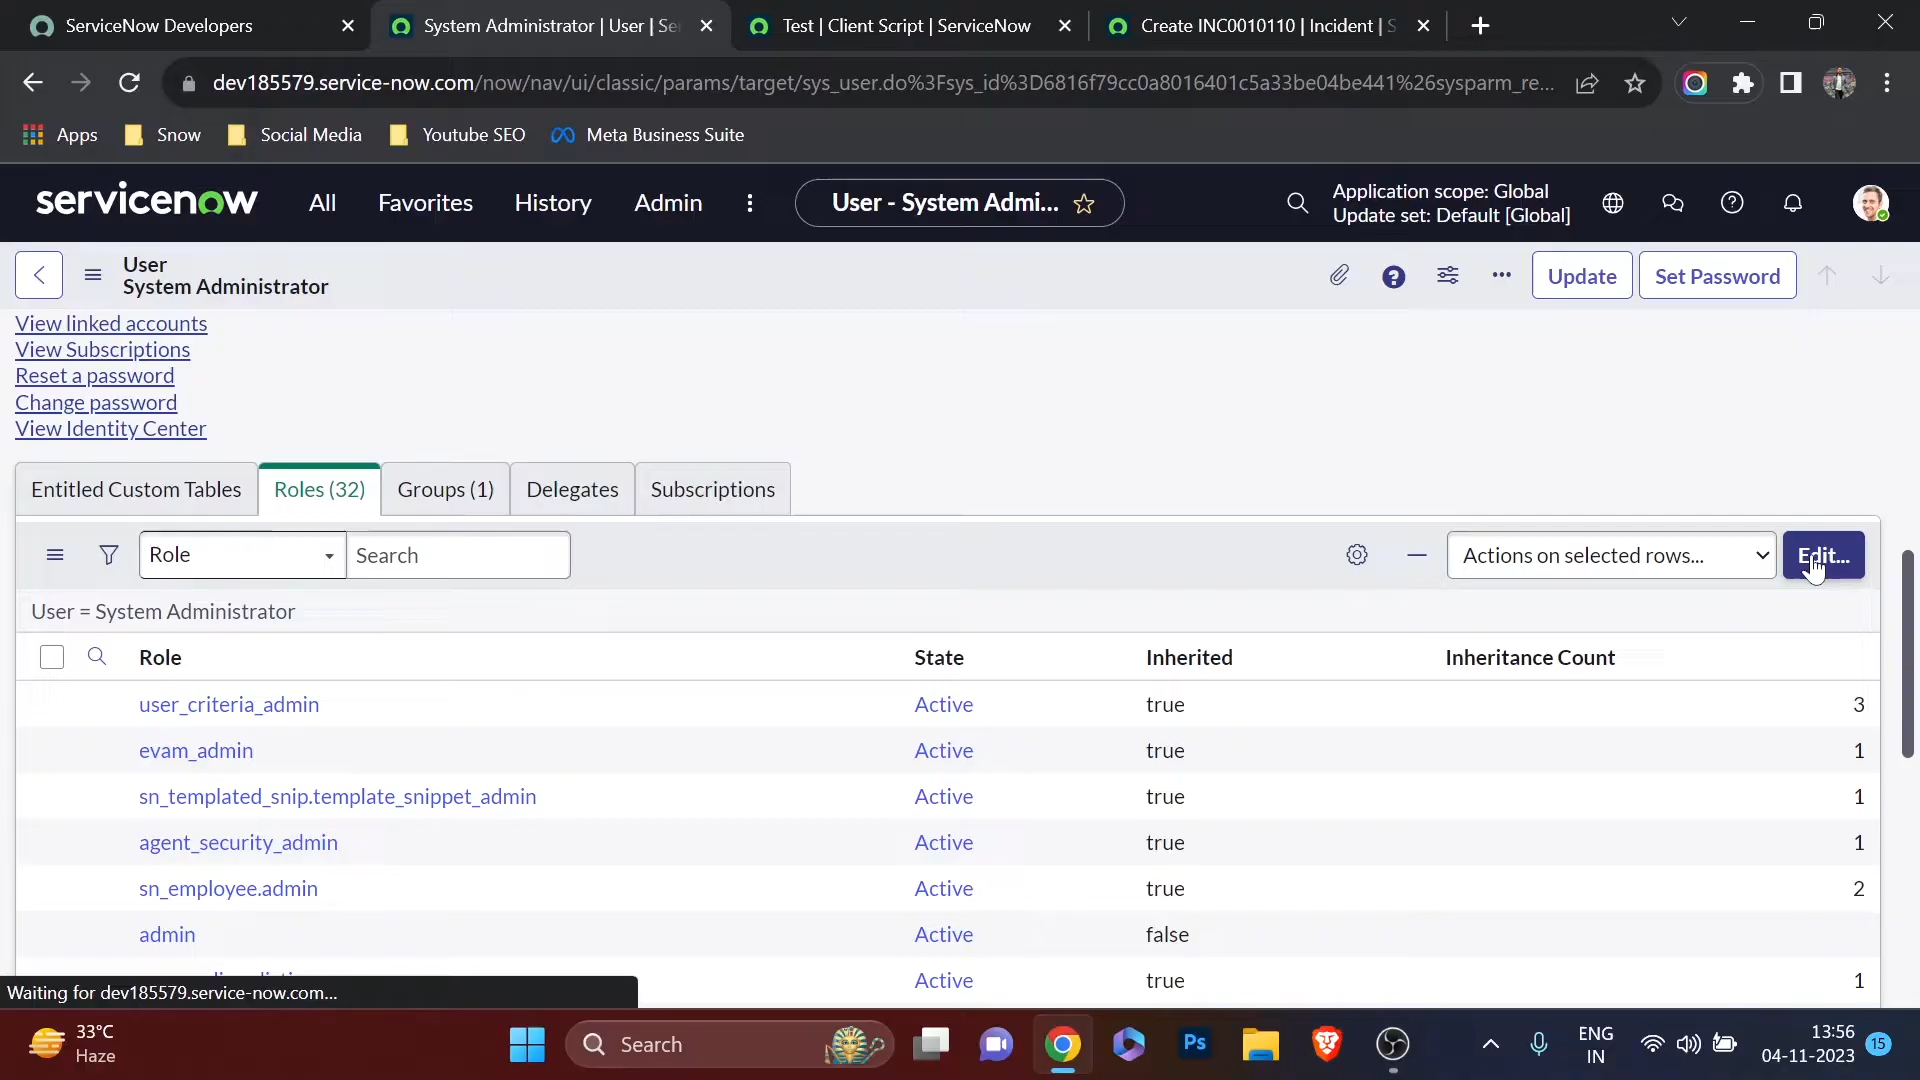 ServiceNow Developers
System Administrator | User | Se
Test | Client Script | ServiceNow
Create INC0010110 | Incident | S
dev185579.service-now.com/now/nav/ui/classic/params/target/sys_user.do%3Fsys_id%3D6816f79cc0a8016401c5a33be04be441%26sysparm_re...
Apps
Snow
Social Media
Youtube SEO
Meta Business Suite
servicenow
All
Favorites
History
Admin
User - System Admi...
Application scope: Global
Update set: Default [Global]
User
System Administrator
Update
Set Password
View linked accounts
View Subscriptions
Reset a password
Change password
View Identity Center
Entitled Custom Tables
Roles (32)
Groups (1)
Delegates
Subscriptions
Role
Search
Actions on selected rows...
Edit...
User = System Administrator
Role State Inherited Inheritance Count
user_criteria_admin Active true 3
evam_admin Active true 1
sn_templated_snip.template_snippet_admin Active true 1
agent_security_admin Active true 1
sn_employee.admin Active true 2
admin Active false
Active true 1
Waiting for dev185579.service-now.com...
33°C
Haze
Search
Ps
ENG
IN
13:56
04-11-2023
15